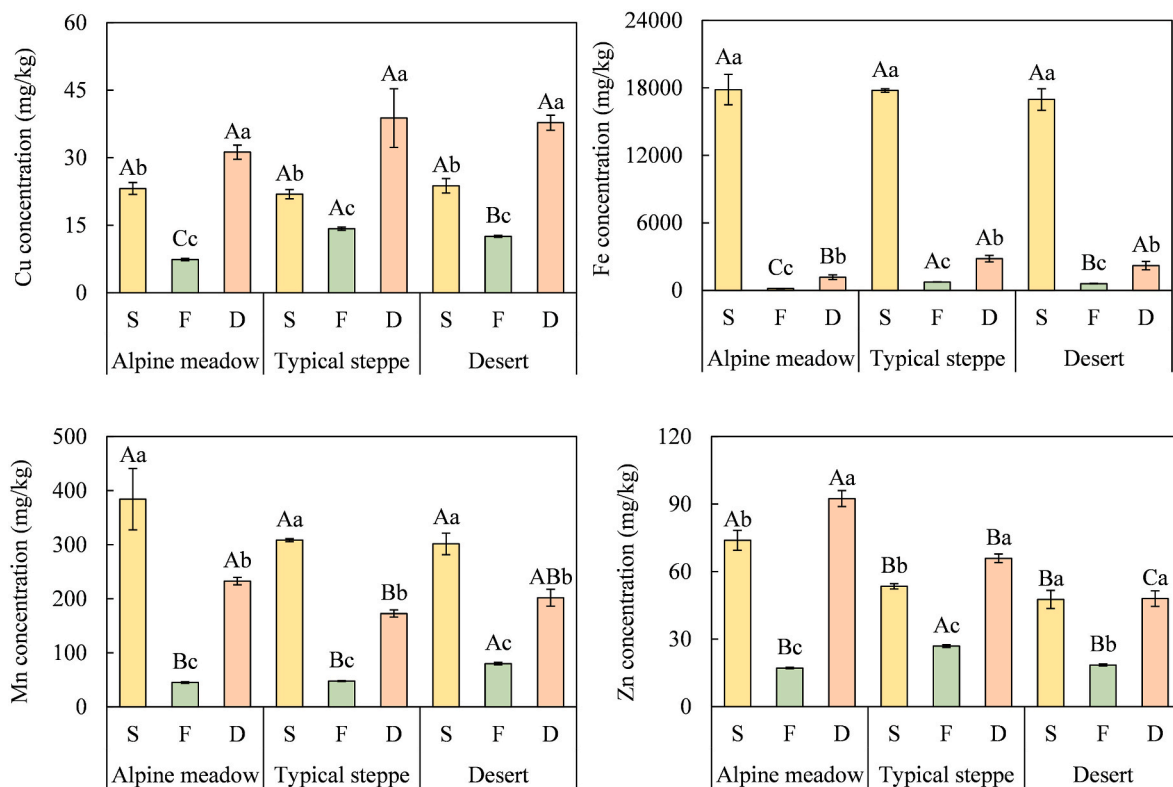 Cu concentration (mg/kg)
60
45
30
15
0
Ab
Cc
Aa
Ab
Ac
Aa
Ab
Bc
Aa
S F D S F D S F D
Alpine meadow Typical steppe Desert
Fe concentration (mg/kg)
24000
18000
12000
6000
0
Aa
Cc
Bb
Aa
Ac
Ab
Aa
Bc
Ab
S F D S F D S F D
Alpine meadow Typical steppe Desert
Mn concentration (mg/kg)
500
400
300
200
100
0
Aa
Bc
Ab
Aa
Bc
Bb
Aa
Ac
ABb
S F D S F D S F D
Alpine meadow Typical steppe Desert
Zn concentration (mg/kg)
120
90
60
30
0
Ab
Bc
Aa
Bb
Ac
Ba
Ba
Bb
Ca
S F D S F D S F D
Alpine meadow Typical steppe Desert